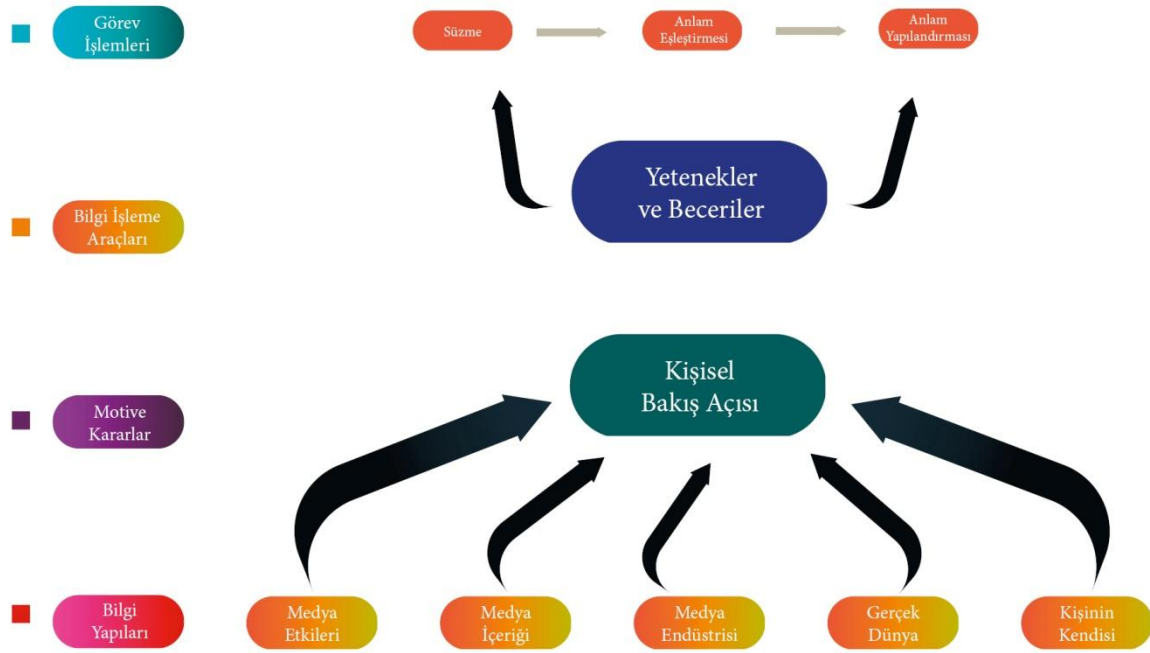 Görev
İşlemleri
Süzme
Anlam
Eşleştirmesi
Anlam
Yapılandırması
Bilgi İşleme
Araçları
Yetenekler
ve Beceriler
Motive
Kararlar
Kişisel
Bakış Açısı
Bilgi
Yapıları
Medya
Etkileri
Medya
İçeriği
Medya
Endüstrisi
Gerçek
Dünya
Kişinin
Kendisi